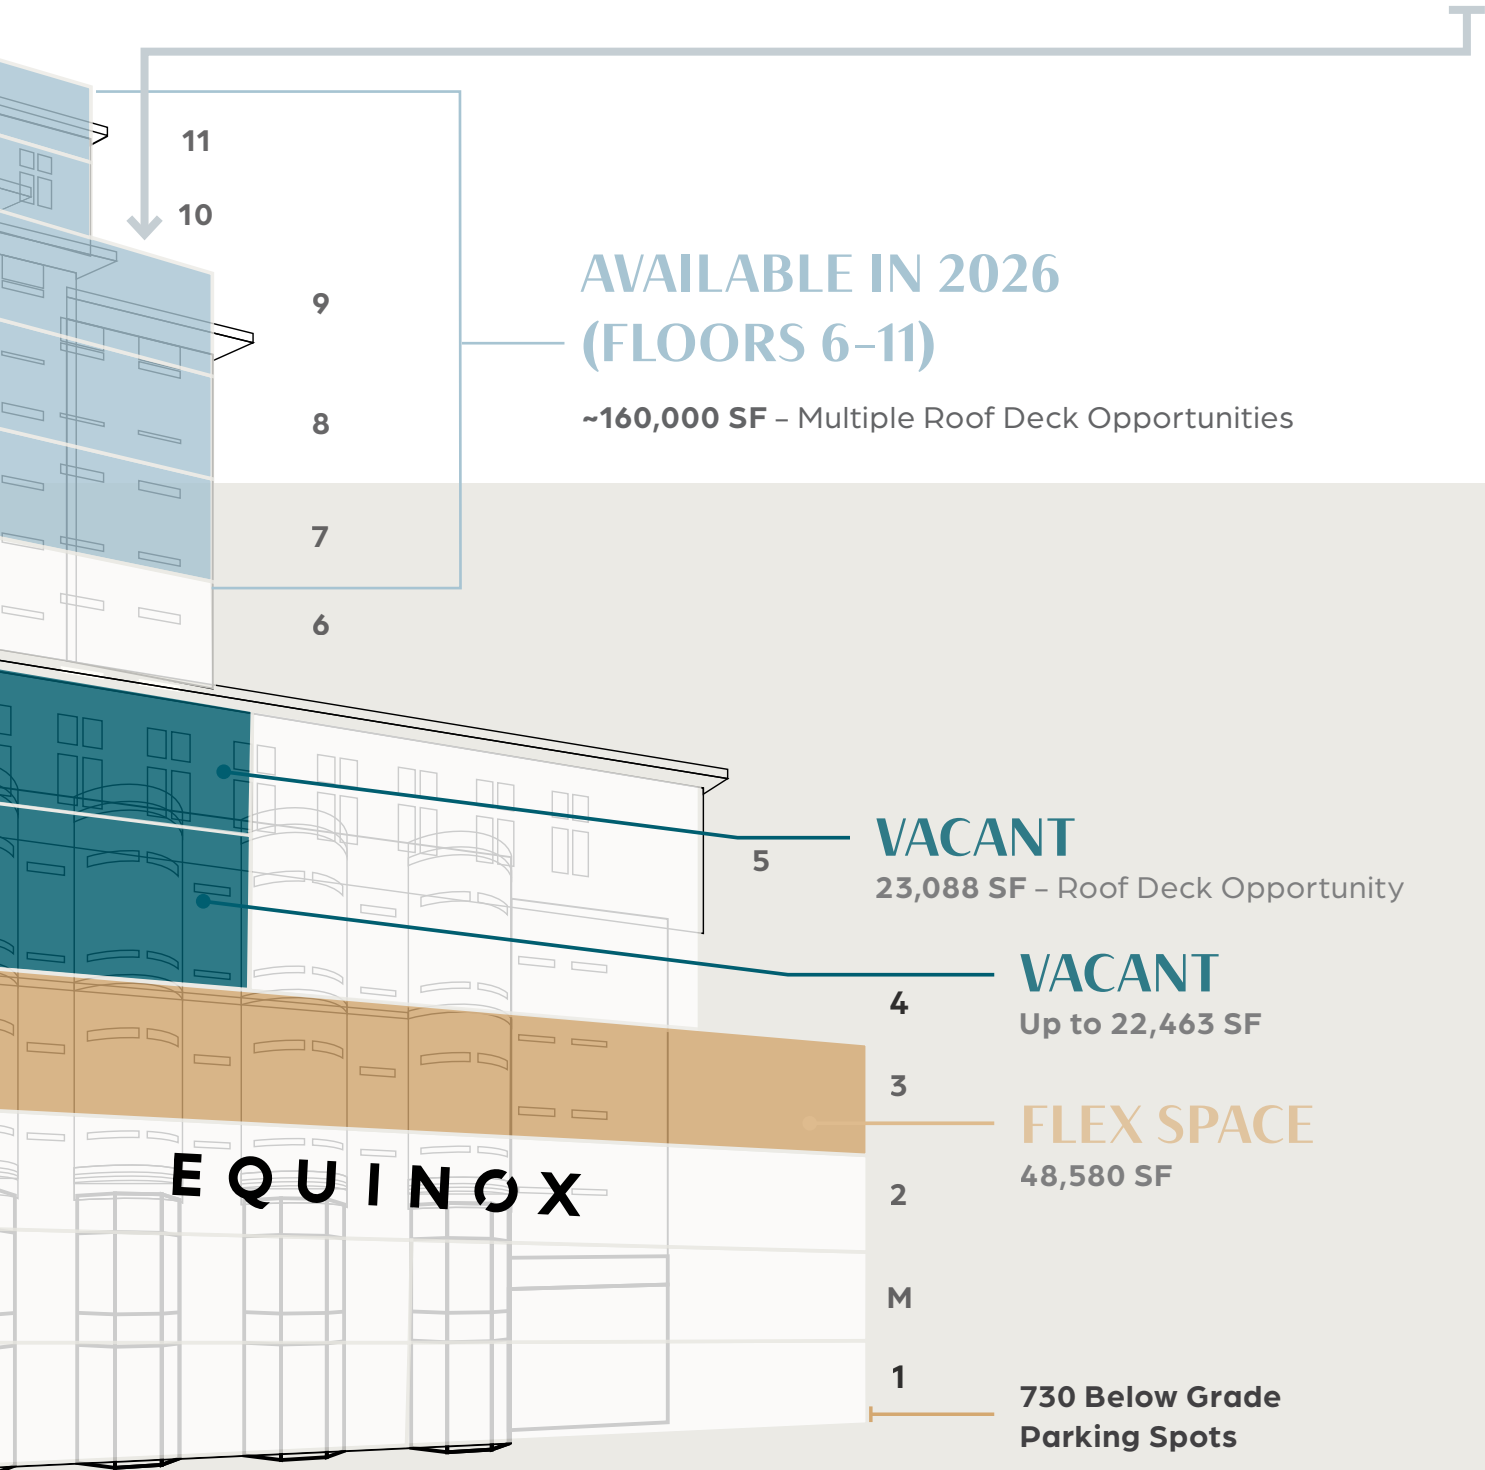 11
10
9
AVAILABLE IN 2026
(FLOORS 6–11)
~160,000 SF – Multiple Roof Deck Opportunities
8
7
6
VACANT
5
23,088 SF – Roof Deck Opportunity
VACANT
4
Up to 22,463 SF
3
FLEX SPACE
48,580 SF
EQUINOX
2
M
1
730 Below Grade
Parking Spots